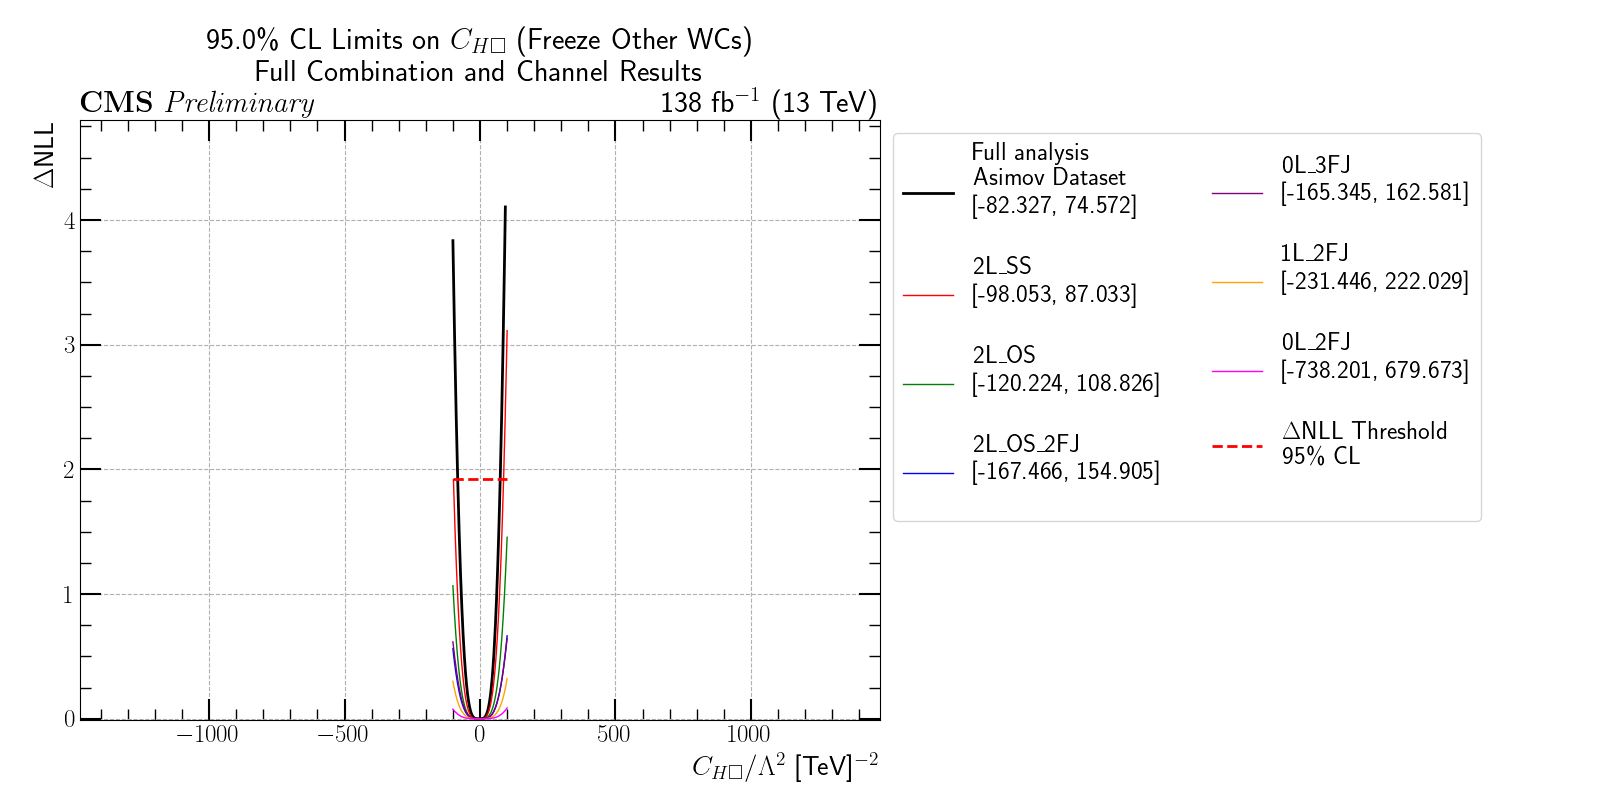 95.0% CL Limits on C_{H□} (Freeze Other WCs)
Full Combination and Channel Results
CMS Preliminary
138 fb⁻¹ (13 TeV)
ΔNLL
4
3
2
1
0
−1000
−500
0
500
1000
C_{H□}/Λ² [TeV]⁻²
Full analysis
Asimov Dataset
[-82.327, 74.572]
2L_SS
[-98.053, 87.033]
2L_OS
[-120.224, 108.826]
2L_OS_2FJ
[-167.466, 154.905]
0L_3FJ
[-165.345, 162.581]
1L_2FJ
[-231.446, 222.029]
0L_2FJ
[-738.201, 679.673]
ΔNLL Threshold
95% CL